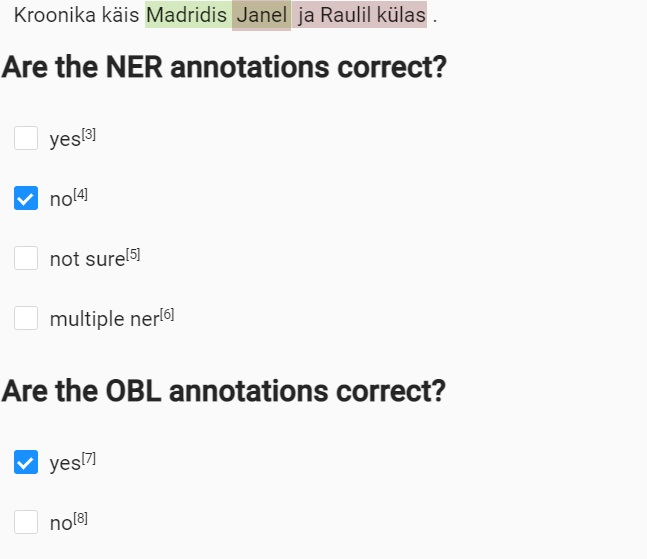 Kroonika käis Madridis Janel ja Raulil külas .
Are the NER annotations correct?
yes[3]
no[4]
not sure[5]
multiple ner[6]
Are the OBL annotations correct?
yes[7]
no[8]